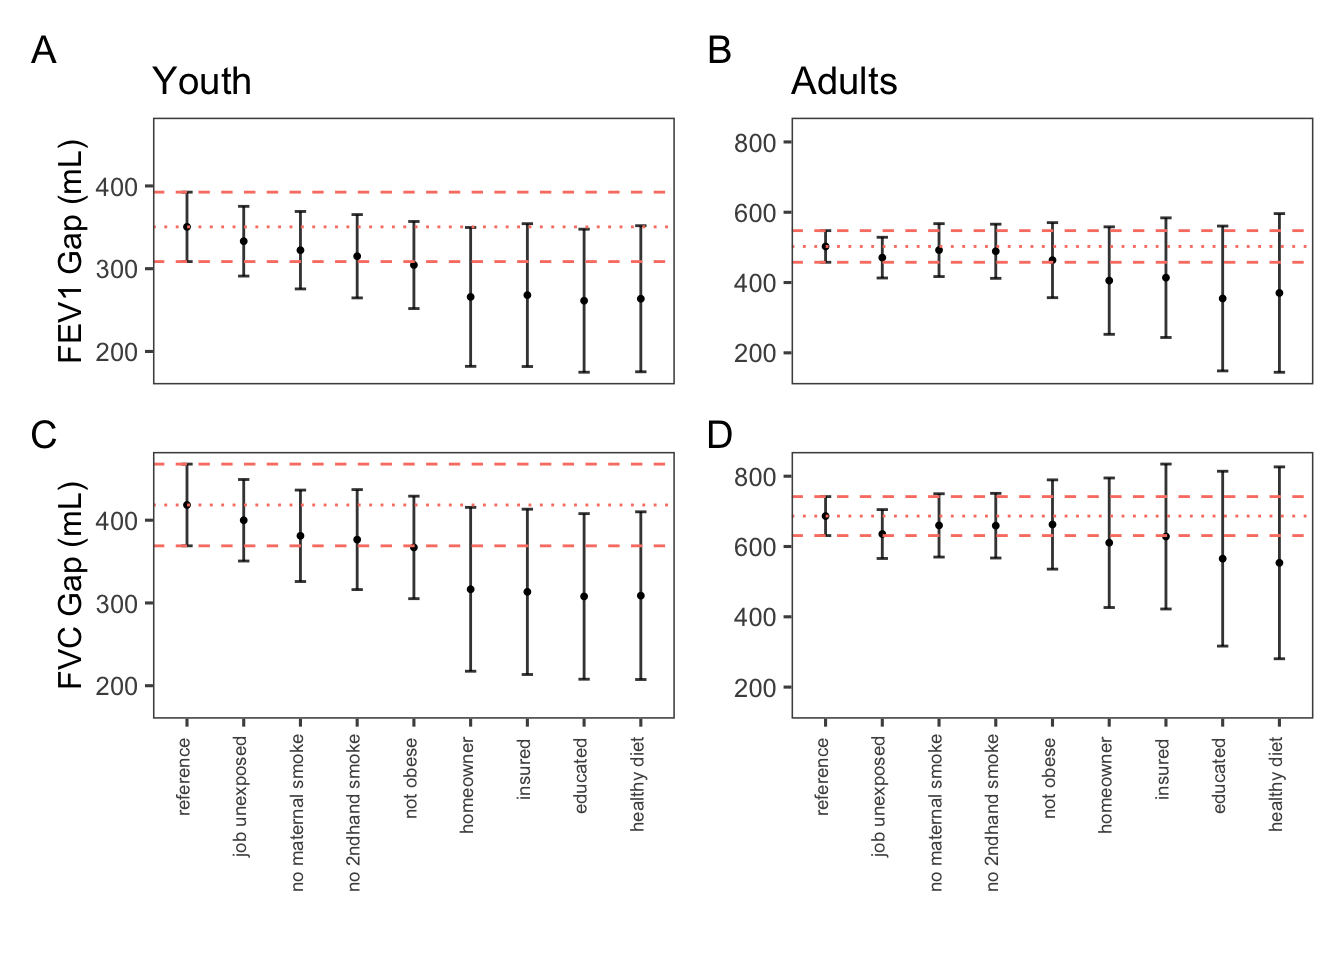 A
Youth
FEV1 Gap (mL)
400
300
200
B
Adults
800
600
400
200
C
FVC Gap (mL)
400
300
200
reference
job unexposed
no maternal smoke
no 2ndhand smoke
not obese
homeowner
insured
educated
healthy diet
D
800
600
400
200
reference
job unexposed
no maternal smoke
no 2ndhand smoke
not obese
homeowner
insured
educated
healthy diet